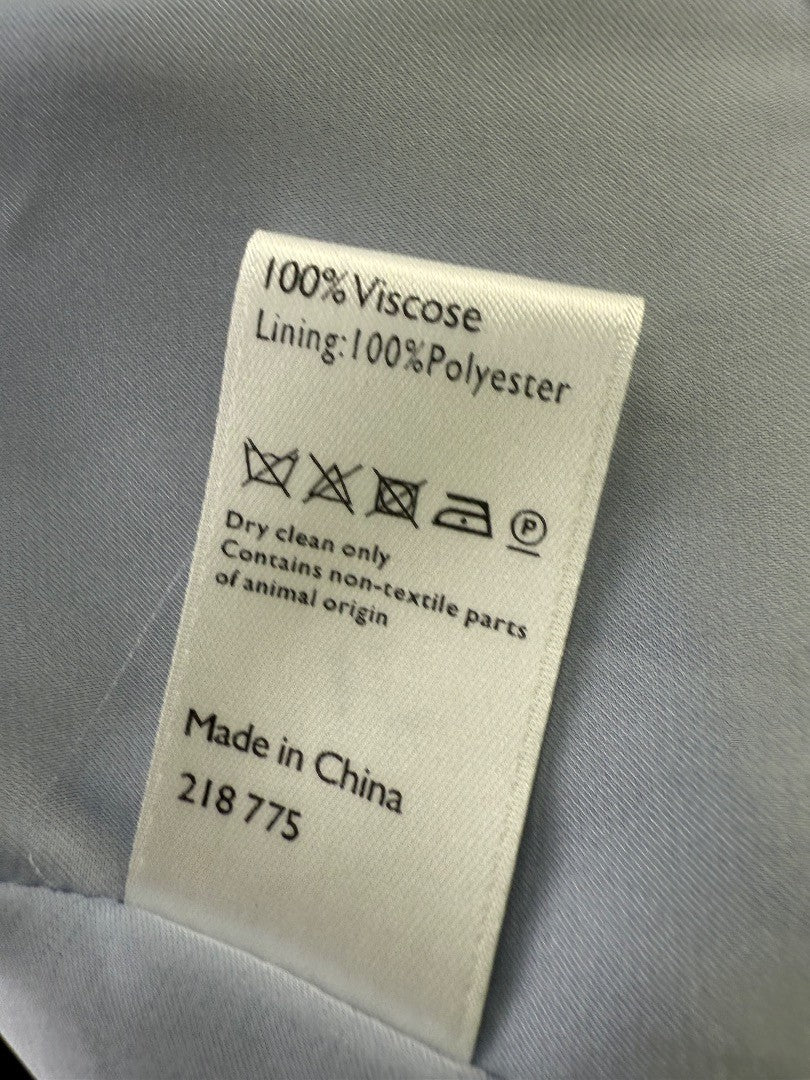 100%Viscose
Lining:100%Polyester
P
Dry clean only
Contains non-textile parts
of animal origin
Made in China
218 775